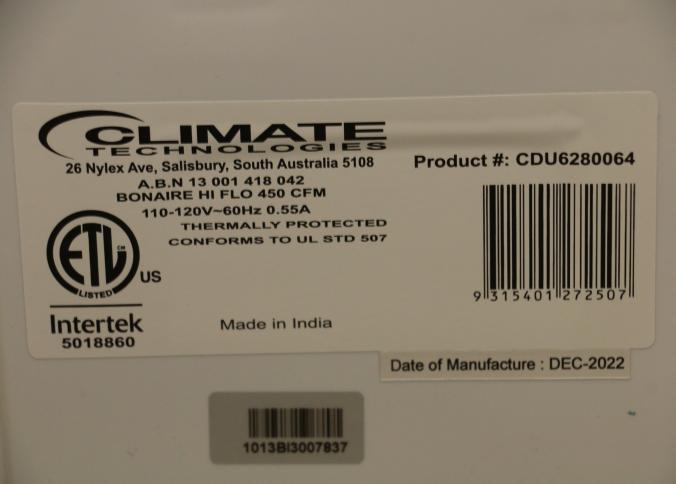 CLIMATE
TECHNOLOGIES
26 Nylex Ave, Salisbury, South Australia 5108
A.B.N 13 001 418 042
BONAIRE HI FLO 450 CFM
110-120V~60Hz 0.55A
THERMALLY PROTECTED
CONFORMS TO UL STD 507
ETL CM
LISTED
US
Intertek
5018860
Made in India
Product #: CDU6280064
9 315401 272507
Date of Manufacture : DEC-2022
1013BI3007837